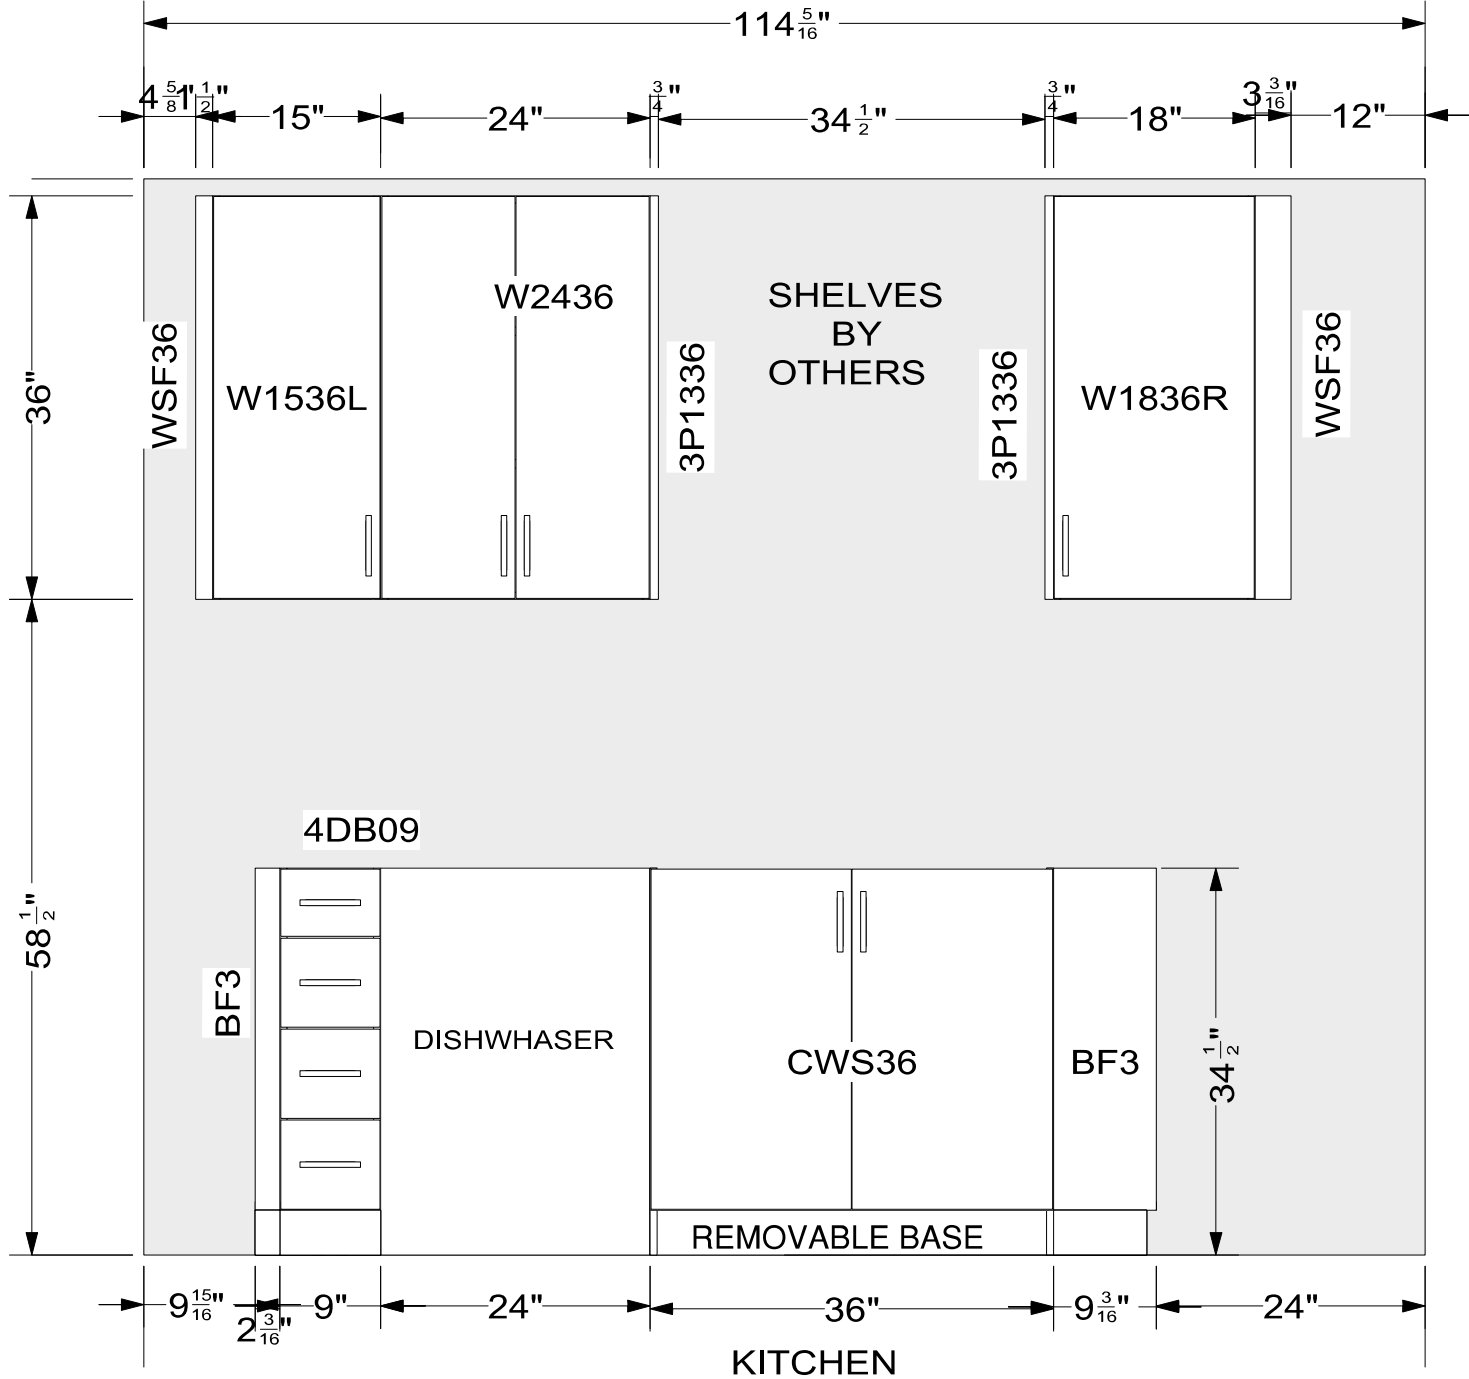 114 5/16"
4 5/8" 1 1/2" 15" 24" 3/4" 34 1/2" 3/4" 18" 3 3/16" 12"
36"
58 1/2"
WSF36
W1536L
W2436
3P1336
SHELVES
BY
OTHERS
3P1336
W1836R
WSF36
4DB09
BF3
DISHWHASER
CWS36
BF3
34 1/2"
REMOVABLE BASE
9 15/16" 2 3/16" 9" 24" 36" 9 3/16" 24"
KITCHEN